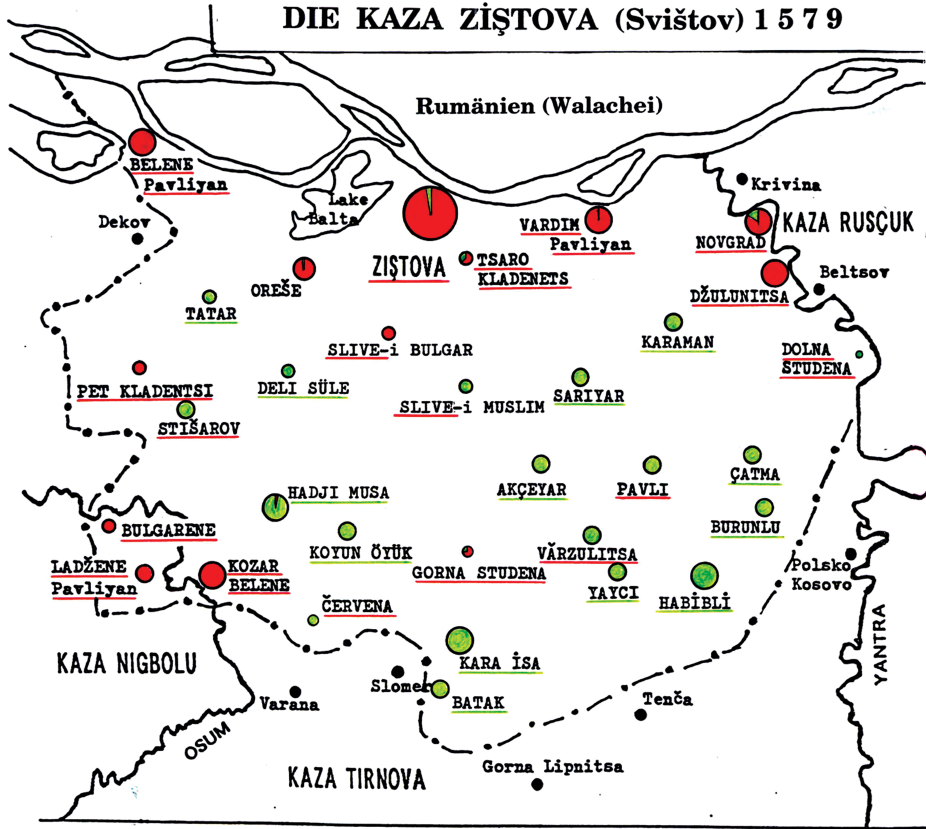 DIE KAZA ZİŞTOVA (Svištov) 1579
Rumänien (Walachei)
BELENE
Pavliyan
Krivina
Lake
Balta
Dekov
VARDIM
Pavliyan
NOVGRAD
KAZA RUSÇUK
ZIŞTOVA
TSARO
KLADENETS
OREŠE
DŽULUNITSA
Beltsov
TATAR
KARAMAN
SLIVE-i BULGAR
DOLNA
STUDENA
PET KLADENTSI
DELI SÜLE
SLIVE-i MUSLIM
SARIYAR
STIŠAROV
HADJI MUSA
AKÇEYAR
PAVLI
ÇATMA
BULGARENE
KOYUN ÖYÜK
BURUNLU
LADŽENE
Pavliyan
KOZAR
BELENE
GORNA STUDENA
VĂRZULITSA
Polsko
Kosovo
YAYCI
HABİBLİ
ČERVENA
KAZA NIGBOLU
KARA İSA
YANTRA
Slomer
Varana
BATAK
Tenča
OSUM
KAZA TIRNOVA
Gorna Lipnitsa